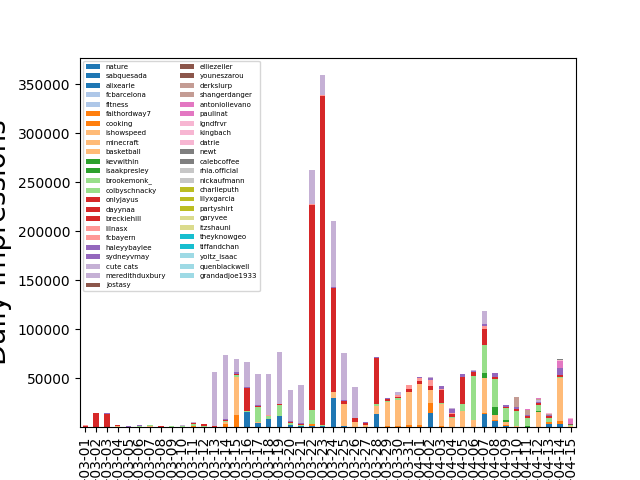 350000
300000
250000
200000
150000
100000
50000
Daily Impressions
nature
sabquesada
alixearle
fcbarcelona
fitness
faithordway7
cooking
ishowspeed
minecraft
basketball
kevwithin
isaakpresley
brookemonk_
colbyschnacky
onlyjayus
dayynaa
breckiehill
illnasx
fcbayern
haleyybaylee
sydneyvmay
cute cats
meredithduxbury
jostasy
elliezeiler
youneszarou
derkslurp
shangerdanger
antoniolievano
paulinat
igndfrvr
kingbach
datrie
newt
calebcoffee
rhia.official
nickaufmann
charlieputh
lilyxgarcia
partyshirt
garyvee
itzshauni
theyknowgeo
tiffandchan
yoitz_isaac
quenblackwell
grandadjoe1933
-03-01
-03-02
-03-03
-03-04
-03-05
-03-06
-03-07
-03-08
-03-09
-03-10
-03-11
-03-12
-03-13
-03-14
-03-15
-03-16
-03-17
-03-18
-03-19
-03-20
-03-21
-03-22
-03-23
-03-24
-03-25
-03-26
-03-27
-03-28
-03-29
-03-30
-03-31
-04-01
-04-02
-04-03
-04-04
-04-05
-04-06
-04-07
-04-08
-04-09
-04-10
-04-11
-04-12
-04-13
-04-14
-04-15